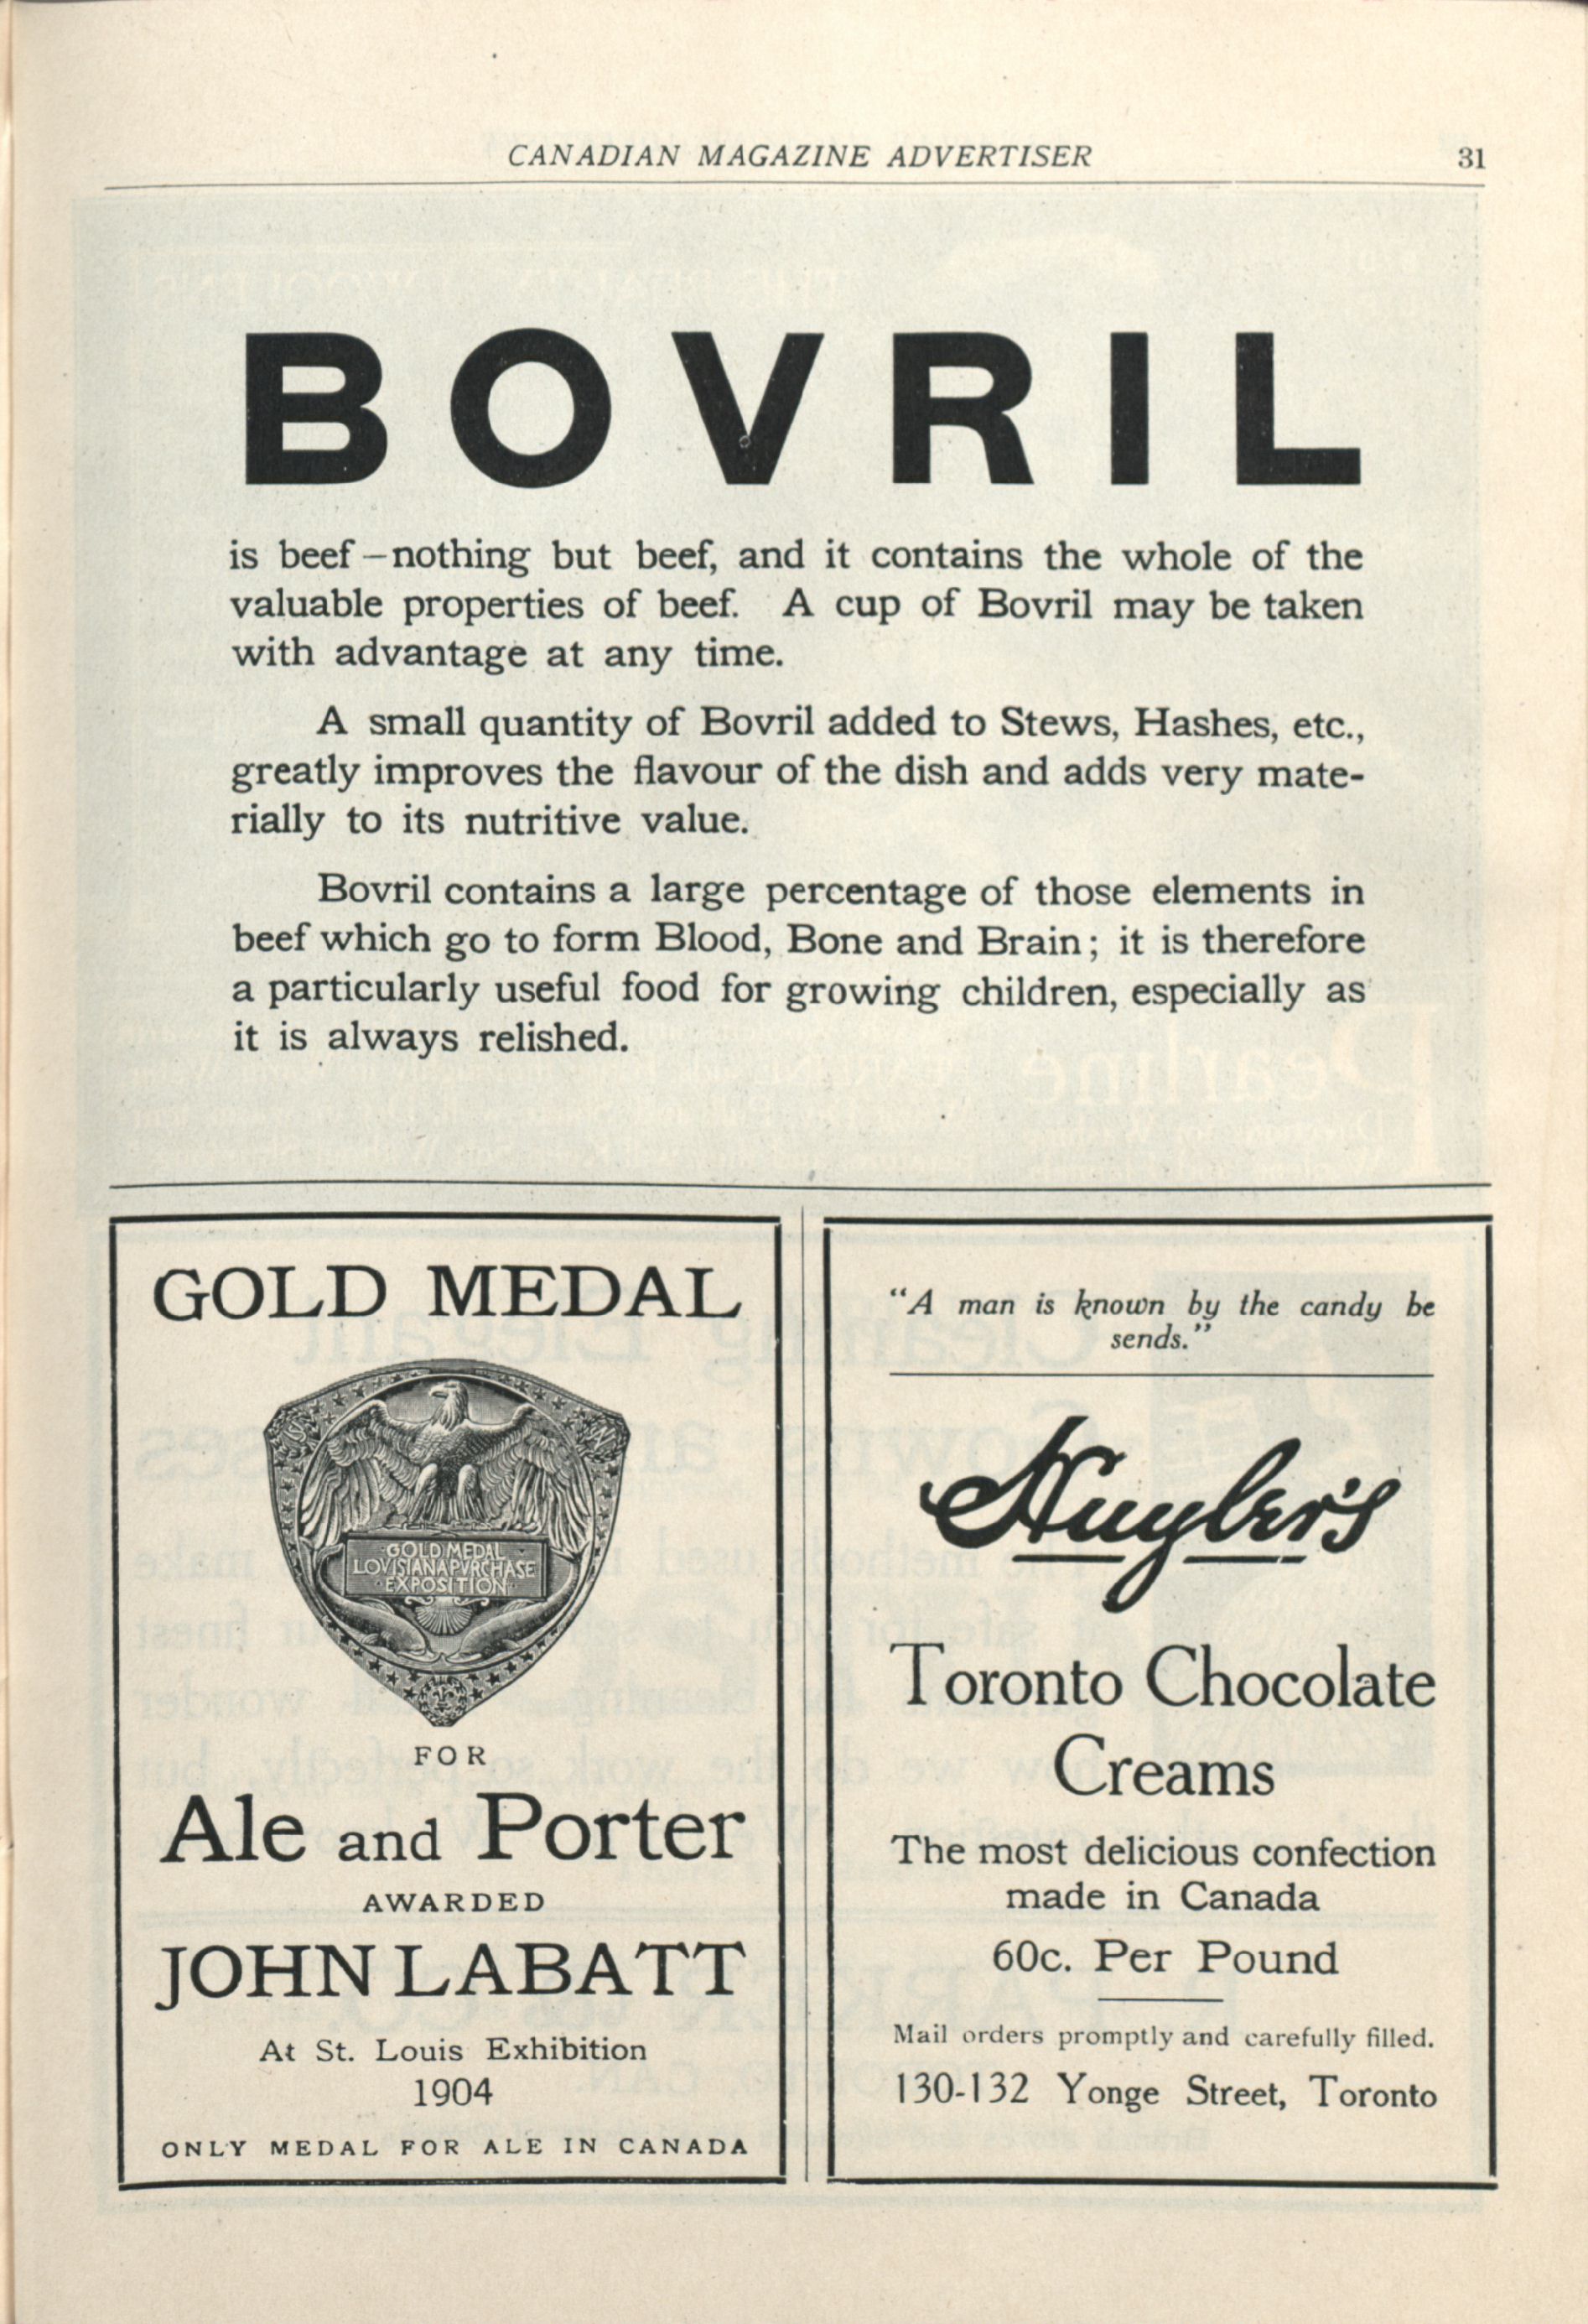 CANADIAN MAGAZINE ADVERTISER 31
BOVRIL
is beef—nothing but beef, and it contains the whole of the
valuable properties of beef. A cup of Bovril may be taken
with advantage at any time.
A small quantity of Bovril added to Stews, Hashes, etc.,
greatly improves the flavour of the dish and adds very mate-
rially to its nutritive value.
Bovril contains a large percentage of those elements in
beef which go to form Blood, Bone and Brain; it is therefore
a particularly useful food for growing children, especially as
it is always relished.
GOLD MEDAL
GOLD MEDAL
LOVISIANA PVRCHASE
EXPOSITION
FOR
Ale and Porter
AWARDED
JOHN LABATT
At St. Louis Exhibition
1904
ONLY MEDAL FOR ALE IN CANADA
"A man is known by the candy be
sends."
Huyler's
Toronto Chocolate
Creams
The most delicious confection
made in Canada
60c. Per Pound
Mail orders promptly and carefully filled.
130-132 Yonge Street, Toronto